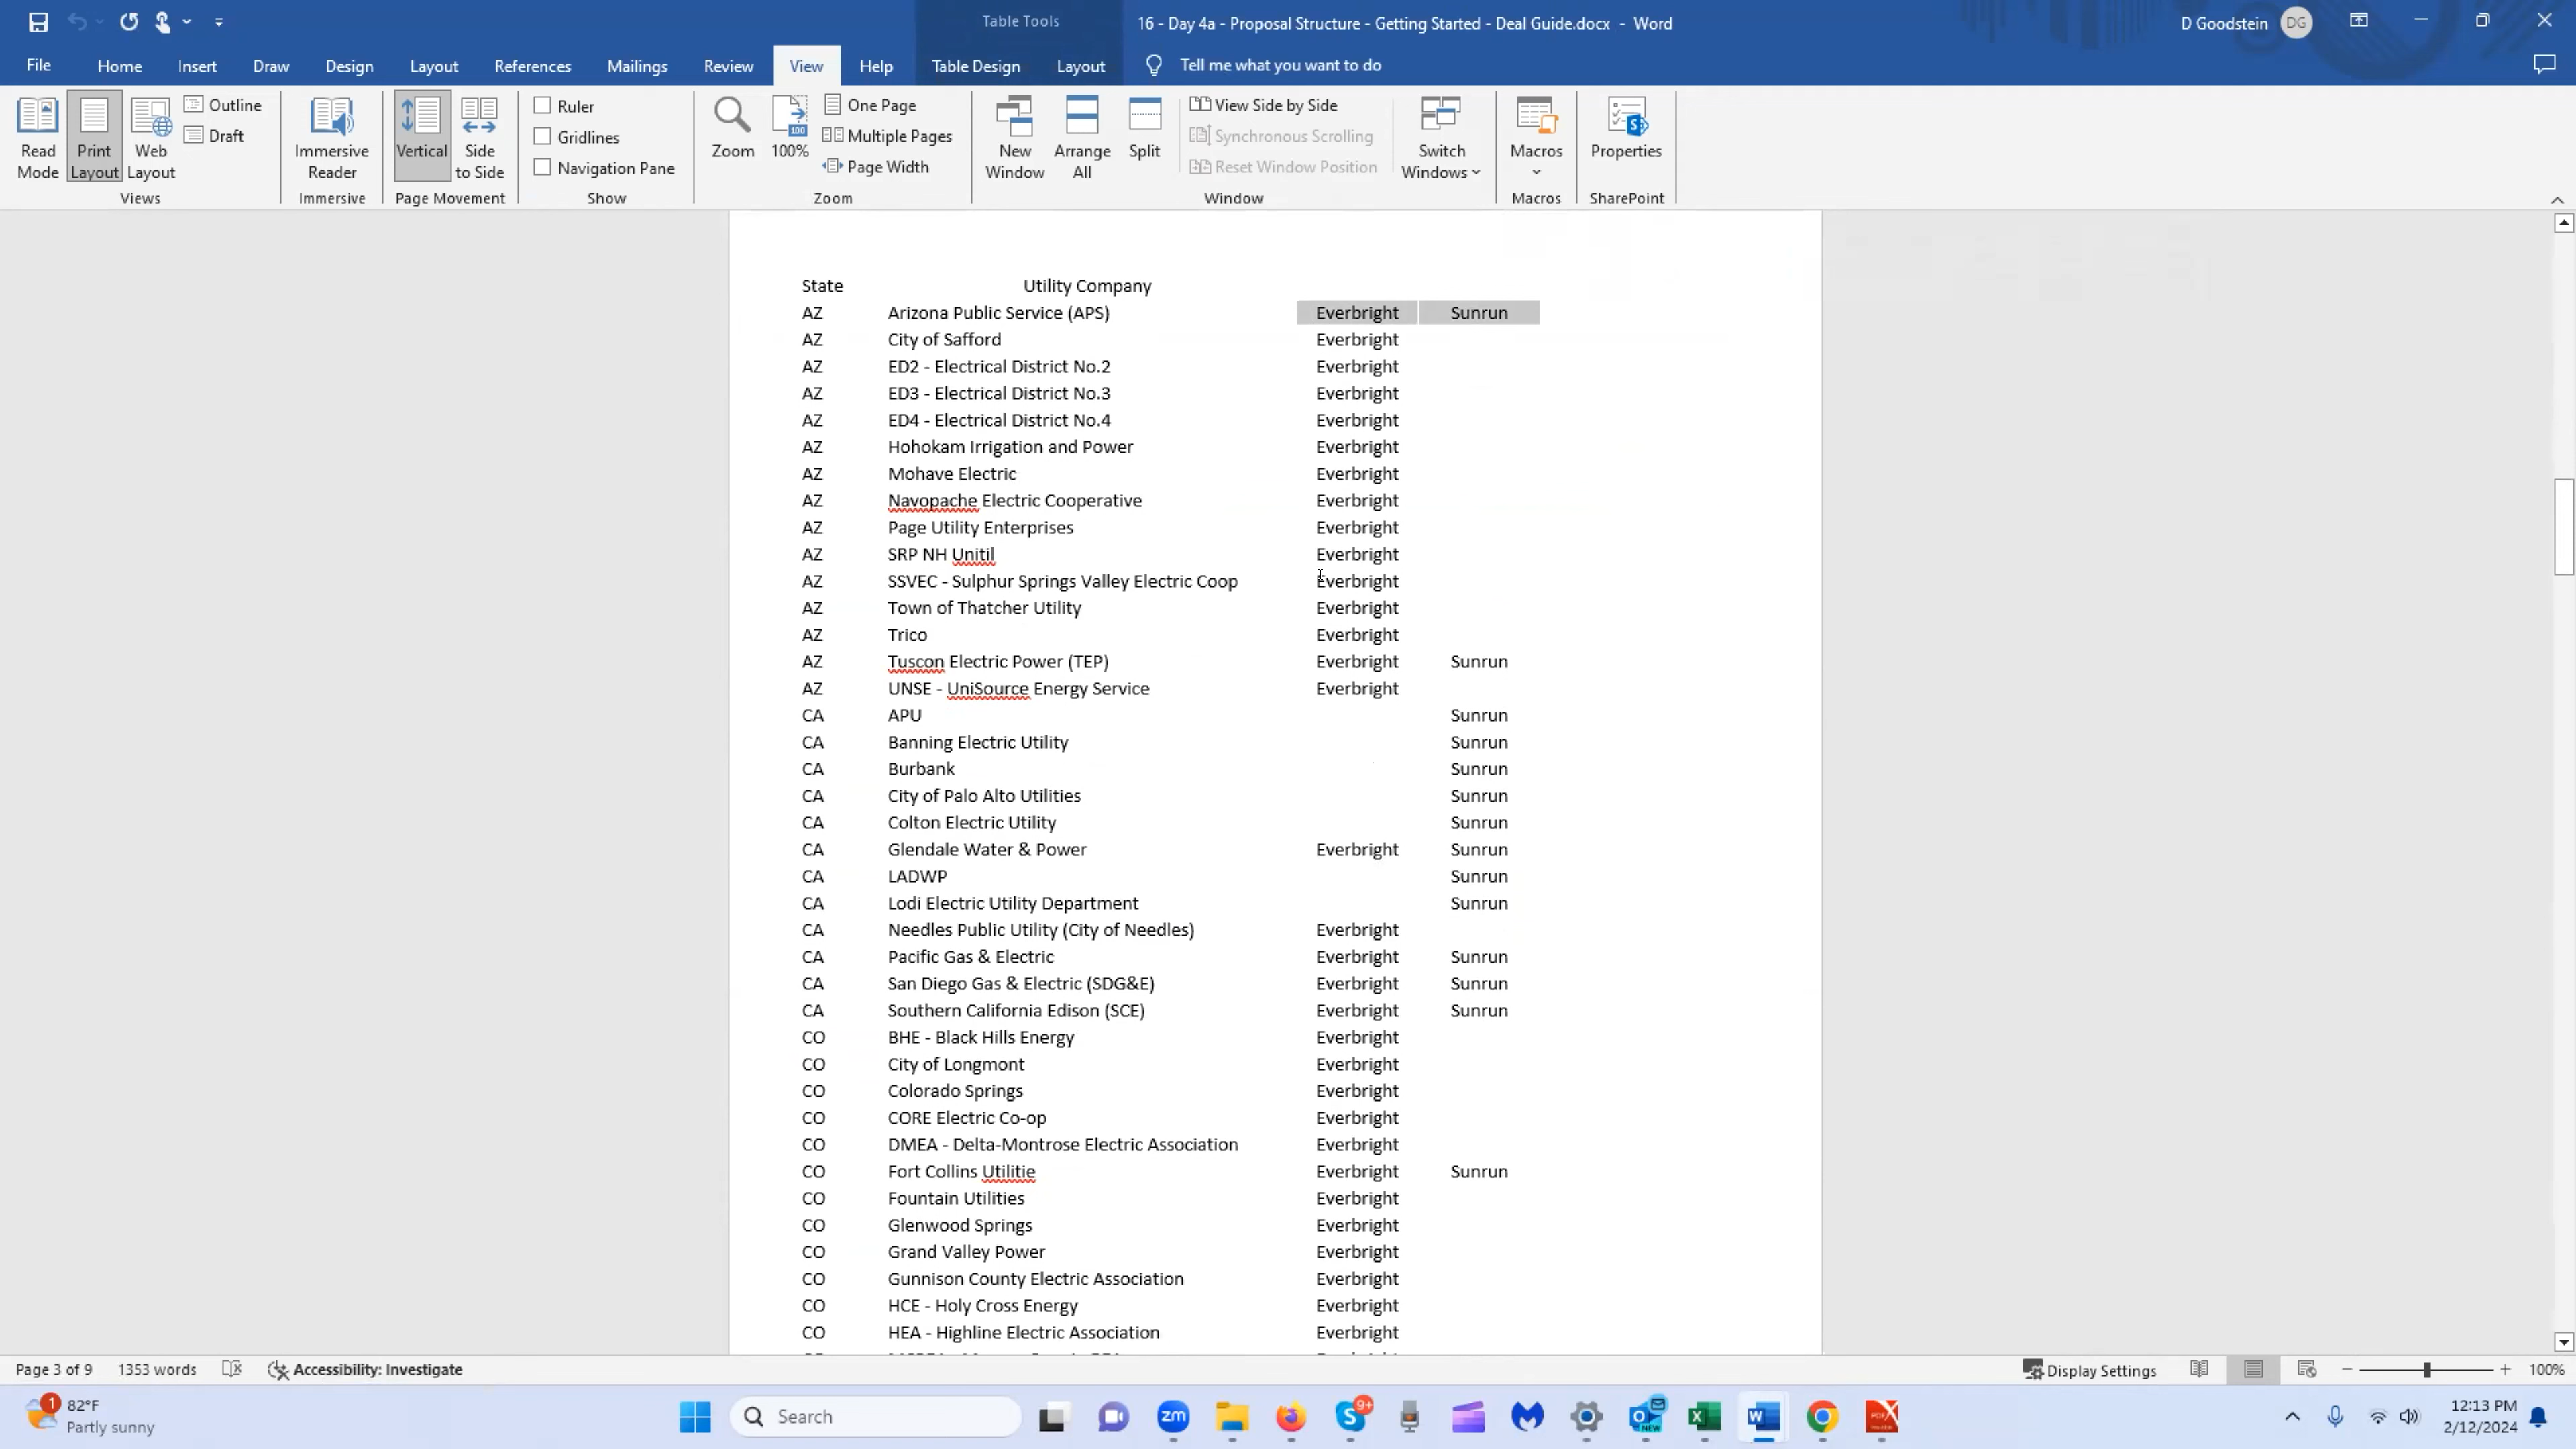 Table Tools
16 - Day 4a - Proposal Structure - Getting Started - Deal Guide.docx - Word
D Goodstein DG
File Home Insert Draw Design Layout References Mailings Review View Help Table Design Layout Tell me what you want to do
Read Mode
Print Layout
Web Layout
Outline
Draft
Views
Immersive Reader
Immersive
Vertical
Side to Side
Page Movement
Ruler
Gridlines
Navigation Pane
Show
Zoom
100
100%
One Page
Multiple Pages
Page Width
Zoom
New Window
Arrange All
Split
View Side by Side
Synchronous Scrolling
Reset Window Position
Window
Switch Windows
Macros
Macros
Properties
SharePoint
State Utility Company
AZ Arizona Public Service (APS) Everbright Sunrun
AZ City of Safford Everbright
AZ ED2 - Electrical District No.2 Everbright
AZ ED3 - Electrical District No.3 Everbright
AZ ED4 - Electrical District No.4 Everbright
AZ Hohokam Irrigation and Power Everbright
AZ Mohave Electric Everbright
AZ Navopache Electric Cooperative Everbright
AZ Page Utility Enterprises Everbright
AZ SRP NH Unitil Everbright
AZ SSVEC - Sulphur Springs Valley Electric Coop Everbright
AZ Town of Thatcher Utility Everbright
AZ Trico Everbright
AZ Tuscon Electric Power (TEP) Everbright Sunrun
AZ UNSE - UniSource Energy Service Everbright
CA APU Sunrun
CA Banning Electric Utility Sunrun
CA Burbank Sunrun
CA City of Palo Alto Utilities Sunrun
CA Colton Electric Utility Sunrun
CA Glendale Water & Power Everbright Sunrun
CA LADWP Sunrun
CA Lodi Electric Utility Department Sunrun
CA Needles Public Utility (City of Needles) Everbright
CA Pacific Gas & Electric Everbright Sunrun
CA San Diego Gas & Electric (SDG&E) Everbright Sunrun
CA Southern California Edison (SCE) Everbright Sunrun
CO BHE - Black Hills Energy Everbright
CO City of Longmont Everbright
CO Colorado Springs Everbright
CO CORE Electric Co-op Everbright
CO DMEA - Delta-Montrose Electric Association Everbright
CO Fort Collins Utilitie Everbright Sunrun
CO Fountain Utilities Everbright
CO Glenwood Springs Everbright
CO Grand Valley Power Everbright
CO Gunnison County Electric Association Everbright
CO HCE - Holy Cross Energy Everbright
CO HEA - Highline Electric Association Everbright
Page 3 of 9 1353 words Accessibility: Investigate Display Settings 100%
1 82°F
Partly sunny
Search
zm
9+
NEW
12:13 PM
2/12/2024